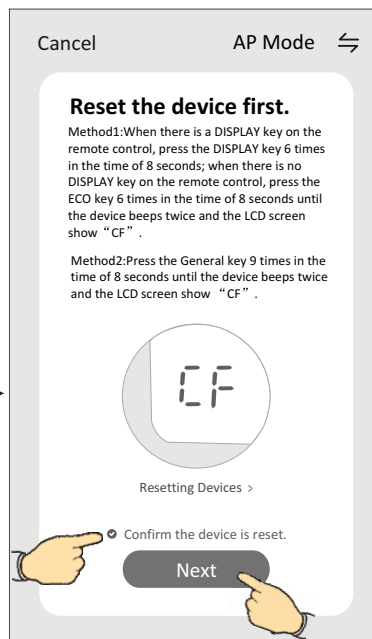 Cancel
AP Mode
Reset the device first.
Method1:When there is a DISPLAY key on the
remote control, press the DISPLAY key 6 times
in the time of 8 seconds; when there is no
DISPLAY key on the remote control, press the
ECO key 6 times in the time of 8 seconds until
the device beeps twice and the LCD screen
show “CF” .
Method2:Press the General key 9 times in the
time of 8 seconds until the device beeps twice
and the LCD screen show “CF” .
CF
Resetting Devices >
Confirm the device is reset.
Next